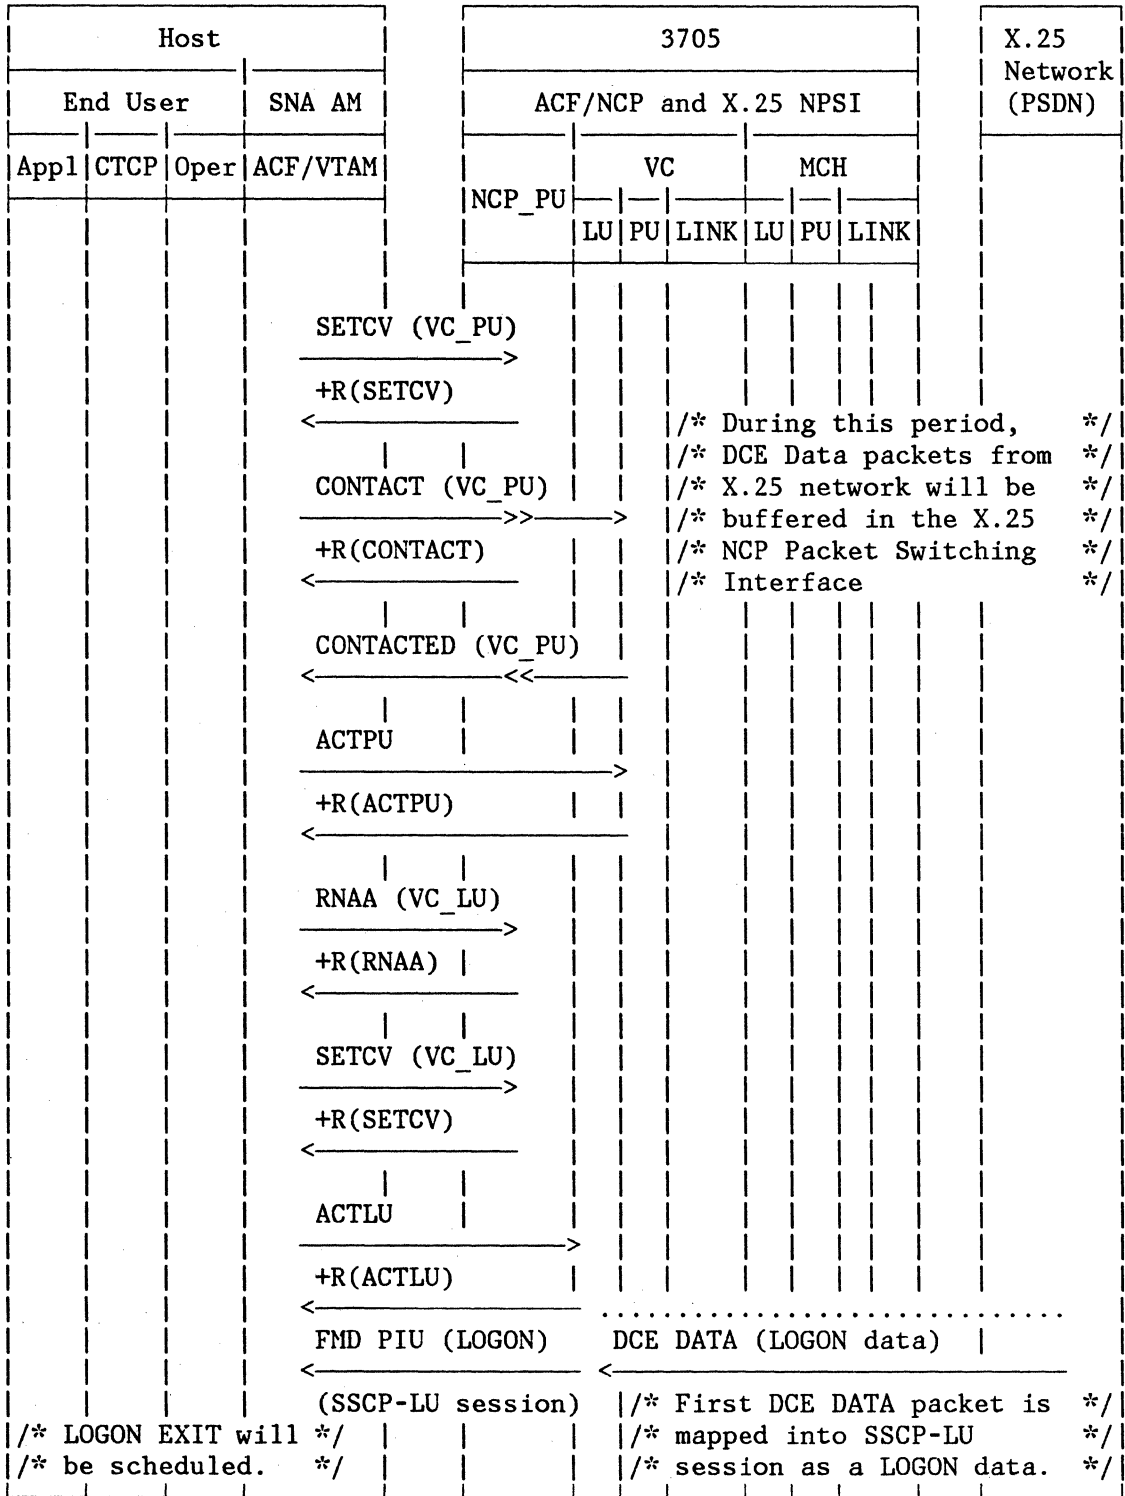 Host 3705 X.25
Network
End User SNA AM ACF/NCP and X.25 NPSI (PSDN)
Appl CTCP Oper ACF/VTAM VC MCH
NCP_PU
LU PU LINK LU PU LINK
SETCV (VC_PU)
+R(SETCV)
/* During this period, */
/* DCE Data packets from */
CONTACT (VC_PU) /* X.25 network will be */
/* buffered in the X.25 */
+R(CONTACT) /* NCP Packet Switching */
/* Interface */
CONTACTED (VC_PU)
ACTPU
+R(ACTPU)
RNAA (VC_LU)
+R(RNAA)
SETCV (VC_LU)
+R(SETCV)
ACTLU
+R(ACTLU)
FMD PIU (LOGON) DCE DATA (LOGON data)
(SSCP-LU session) /* First DCE DATA packet is */
/* LOGON EXIT will */ /* mapped into SSCP-LU */
/* be scheduled. */ /* session as a LOGON data. */